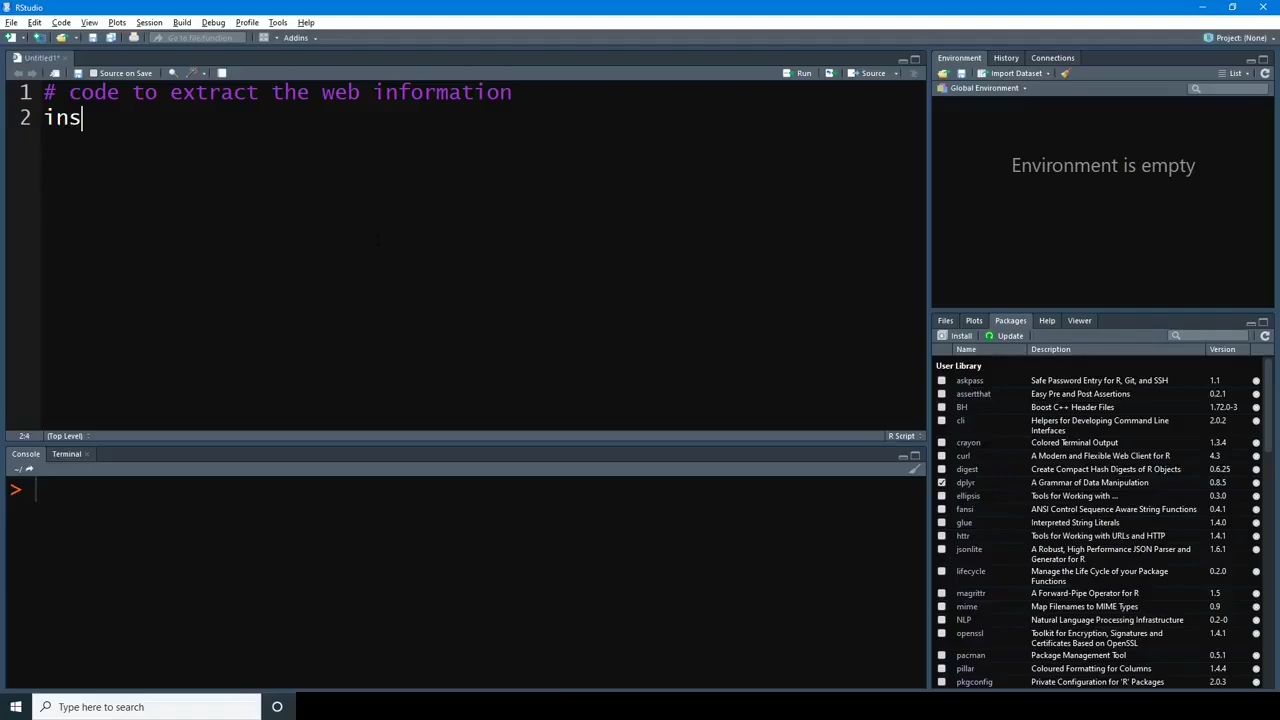 RStudio
File Edit Code View Plots Session Build Debug Profile Tools Help
Go to file/function Addins Project: (None)
Untitled1*
Source on Save Run Source
1 # code to extract the web information
2 ins
2:4 (Top Level) R Script
Console Terminal
~/
>
Environment History Connections
Import Dataset List
Global Environment
Environment is empty
Files Plots Packages Help Viewer
Install Update
Name Description Version
User Library
askpass Safe Password Entry for R, Git, and SSH 1.1
assertthat Easy Pre and Post Assertions 0.2.1
BH Boost C++ Header Files 1.72.0-3
cli Helpers for Developing Command Line 2.0.2
Interfaces
crayon Colored Terminal Output 1.3.4
curl A Modern and Flexible Web Client for R 4.3
digest Create Compact Hash Digests of R Objects 0.6.25
dplyr A Grammar of Data Manipulation 0.8.5
ellipsis Tools for Working with ... 0.3.0
fansi ANSI Control Sequence Aware String Functions 0.4.1
glue Interpreted String Literals 1.4.0
httr Tools for Working with URLs and HTTP 1.4.1
jsonlite A Robust, High Performance JSON Parser and 1.6.1
Generator for R
lifecycle Manage the Life Cycle of your Package 0.2.0
Functions
magrittr A Forward-Pipe Operator for R 1.5
mime Map Filenames to MIME Types 0.9
NLP Natural Language Processing Infrastructure 0.2-0
openssl Toolkit for Encryption, Signatures and 1.4.1
Certificates Based on OpenSSL
pacman Package Management Tool 0.5.1
pillar Coloured Formatting for Columns 1.4.4
pkgconfig Private Configuration for 'R' Packages 2.0.3
Type here to search